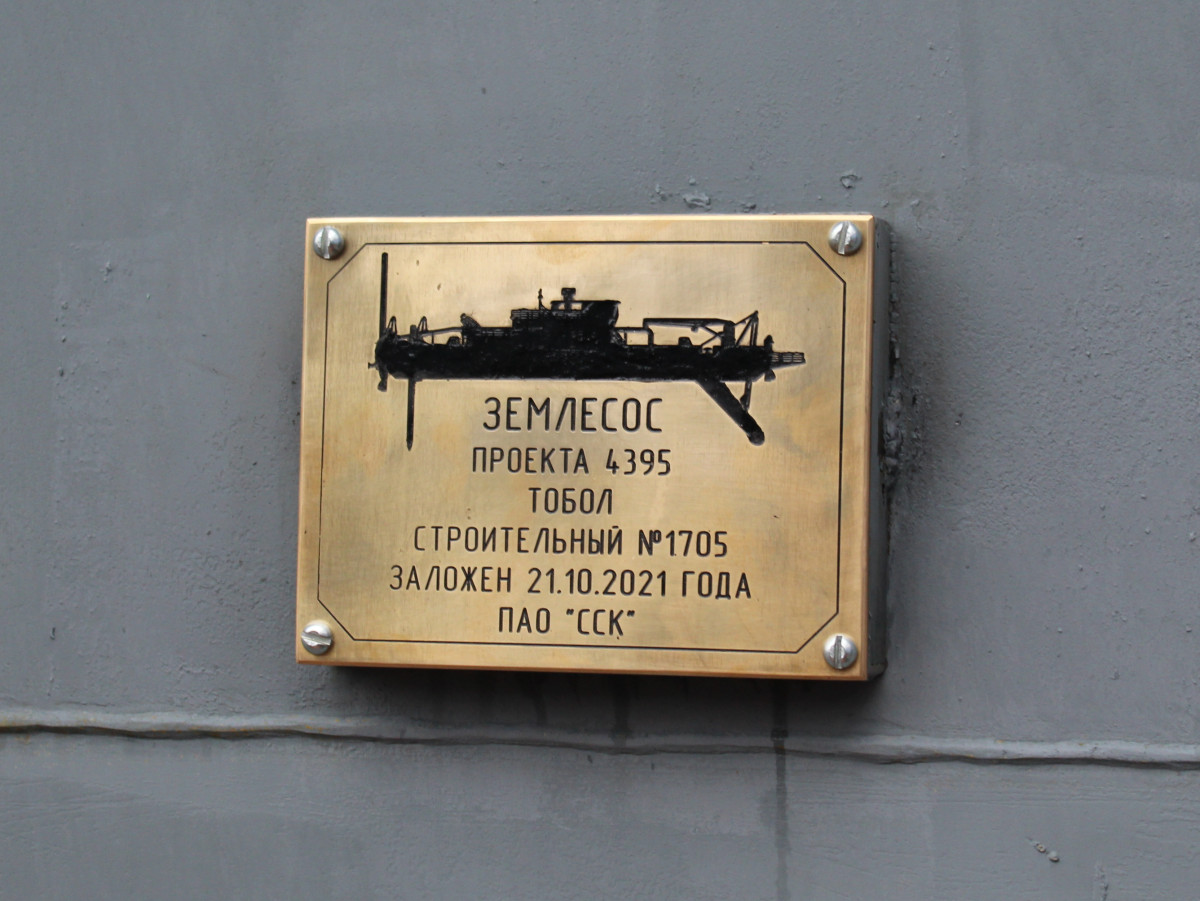 ЗЕМЛЕСОС
ПРОЕКТА 4395
ТОБОЛ
СТРОИТЕЛЬНЫЙ №1705
ЗАЛОЖЕН 21.10.2021 ГОДА
ПАО "ССК"